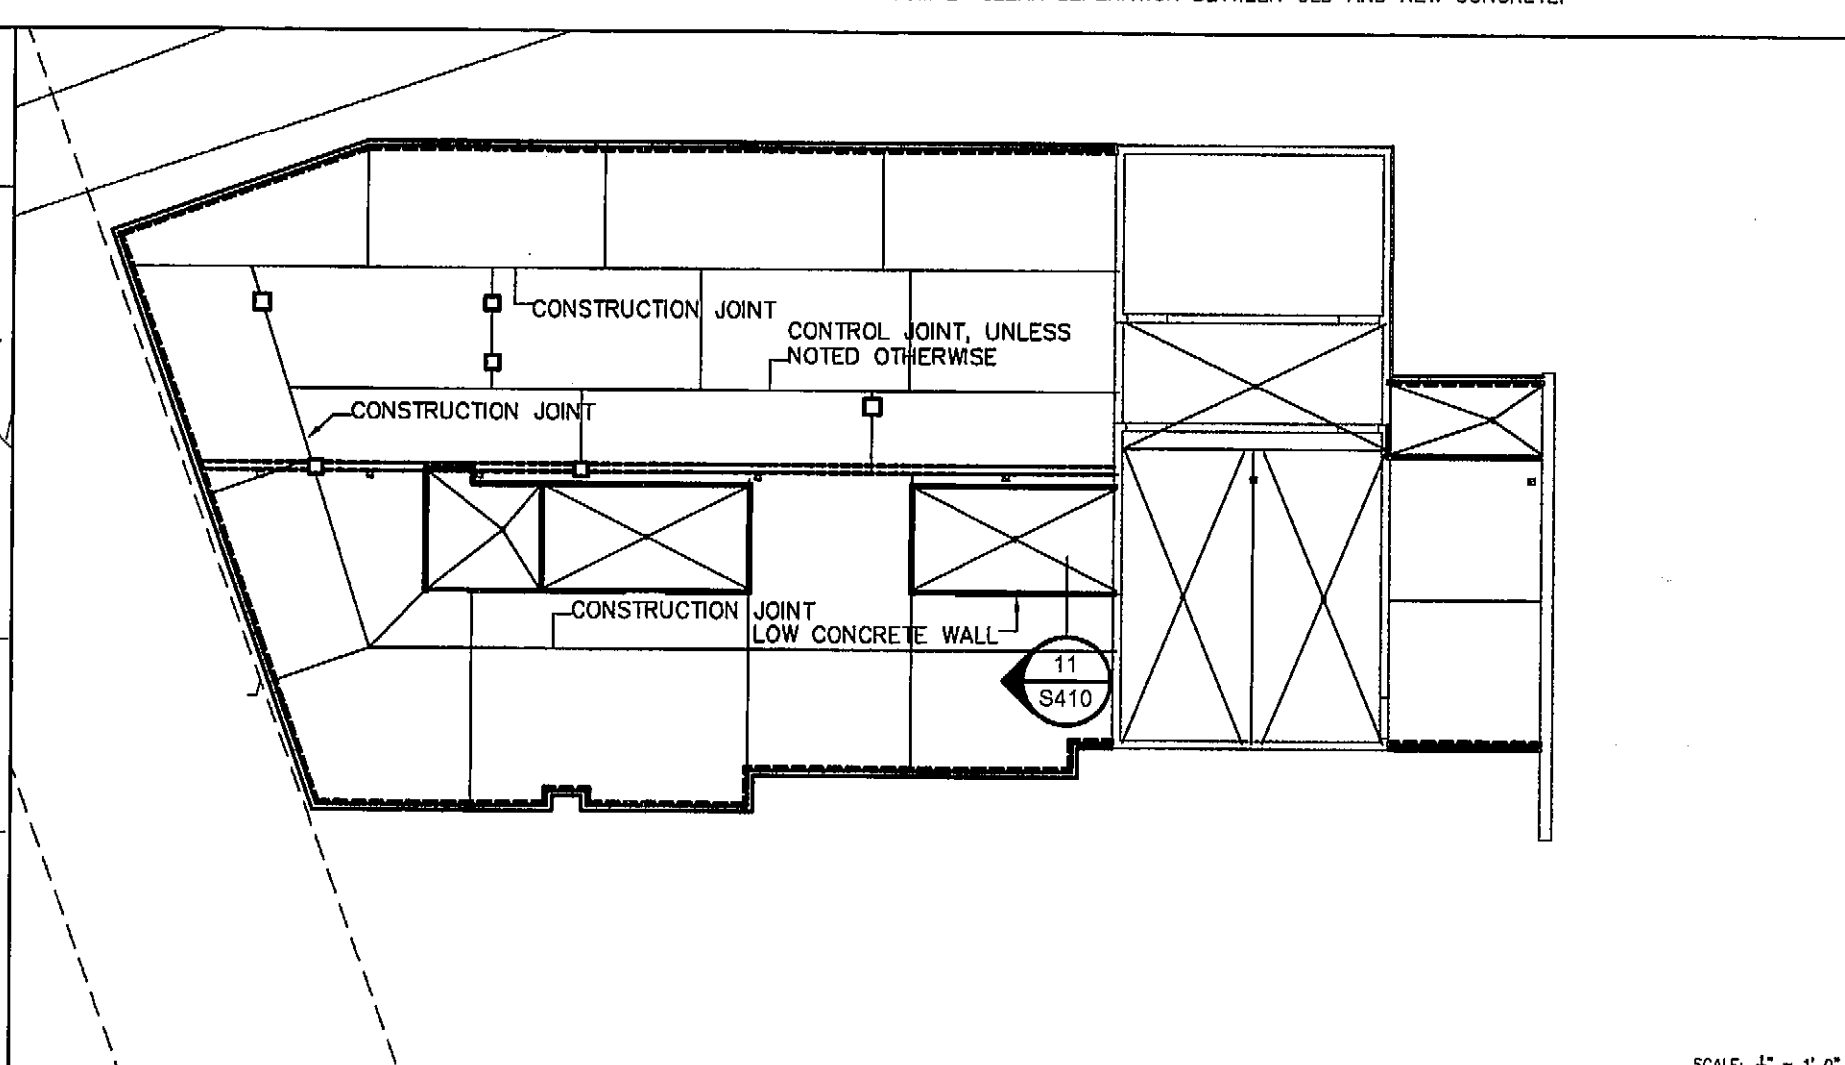 CONSTRUCTION JOINT
CONTROL JOINT, UNLESS
NOTED OTHERWISE
CONSTRUCTION JOINT
CONSTRUCTION JOINT
LOW CONCRETE WALL
11
S410